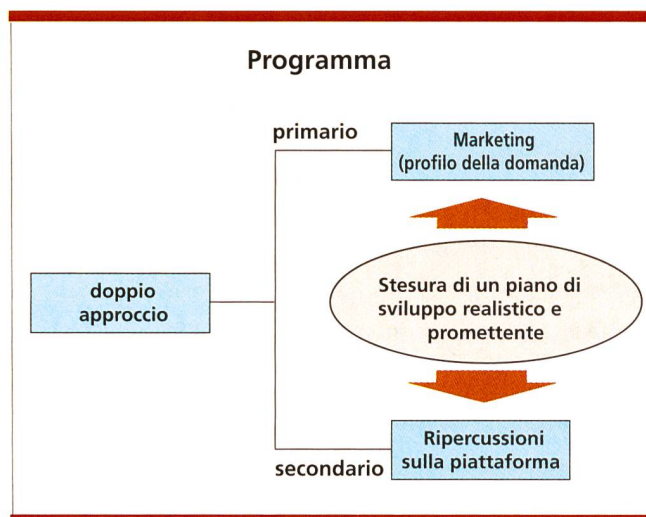 Programma
primario
Marketing
(profilo della domanda)
doppio
approccio
Stesura di un piano di
sviluppo realistico e
promettente
Ripercussioni
sulla piattaforma
secondario